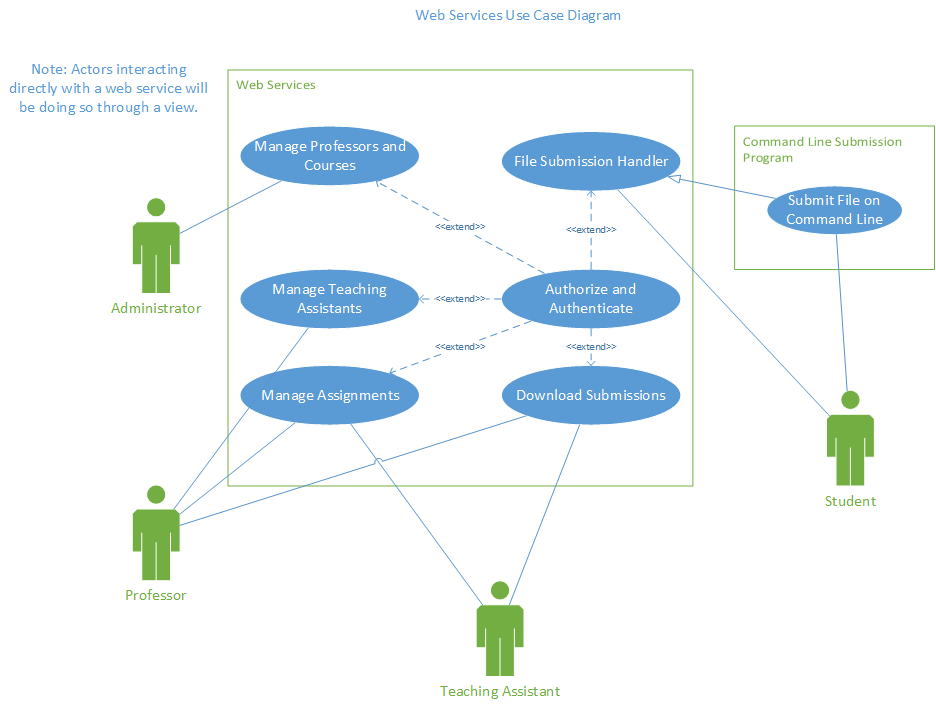 Web Services Use Case Diagram
Note: Actors interacting
directly with a web service will
be doing so through a view.
Web Services
Manage Professors and
Courses
File Submission Handler
Command Line Submission
Program
Submit File on
Command Line
<<extend>>
<<extend>>
Administrator
Manage Teaching
Assistants
<<extend>>
Authorize and
Authenticate
<<extend>>
<<extend>>
Manage Assignments
Download Submissions
Student
Professor
Teaching Assistant